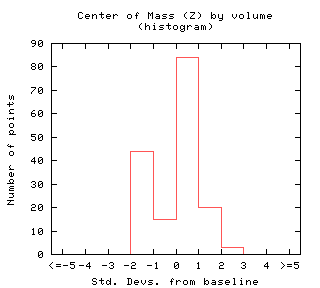 Center of Mass (Z) by volume
(histogram)
90
80
70
60
50
40
30
20
10
0
<=-5 -4 -3 -2 -1 0 1 2 3 4 >=5
Number of points
Std. Devs. from baseline